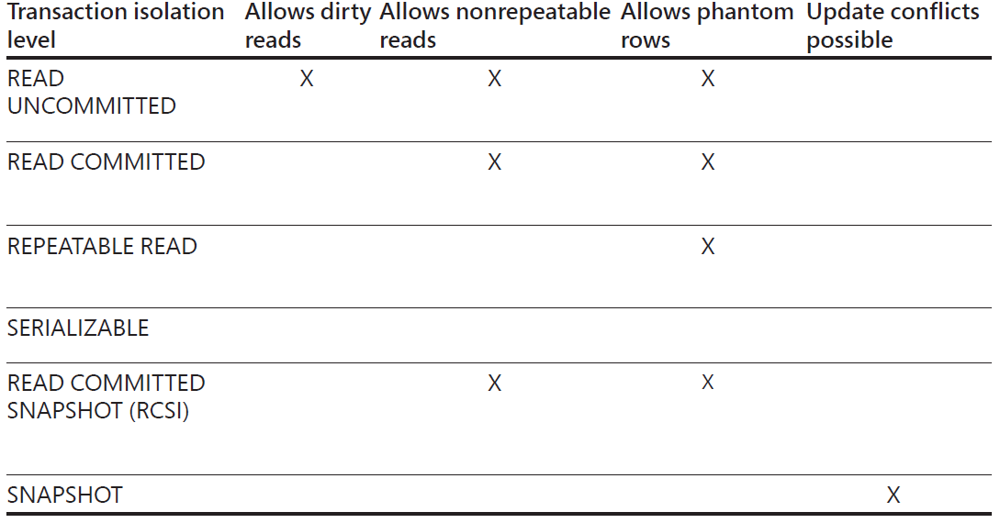 Transaction isolation level Allows dirty reads Allows nonrepeatable reads Allows phantom rows Update conflicts possible
READ UNCOMMITTED X X X
READ COMMITTED X X
REPEATABLE READ X
SERIALIZABLE
READ COMMITTED SNAPSHOT (RCSI) X X
SNAPSHOT X